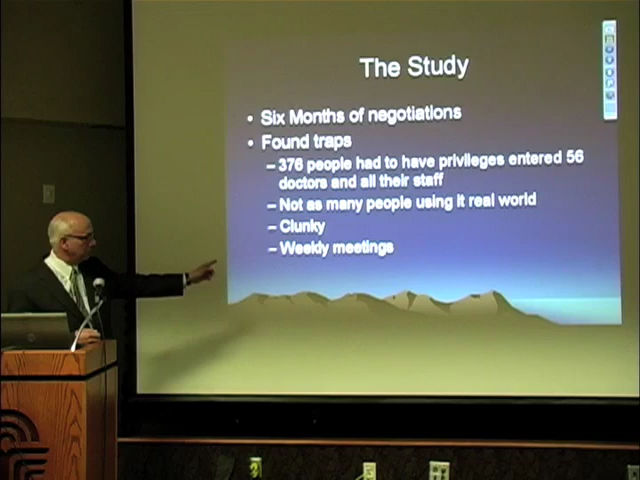 The Study
• Six Months of negotiations
• Found traps
– 376 people had to have privileges entered 56
doctors and all their staff
– Not as many people using it real world
– Clunky
– Weekly meetings